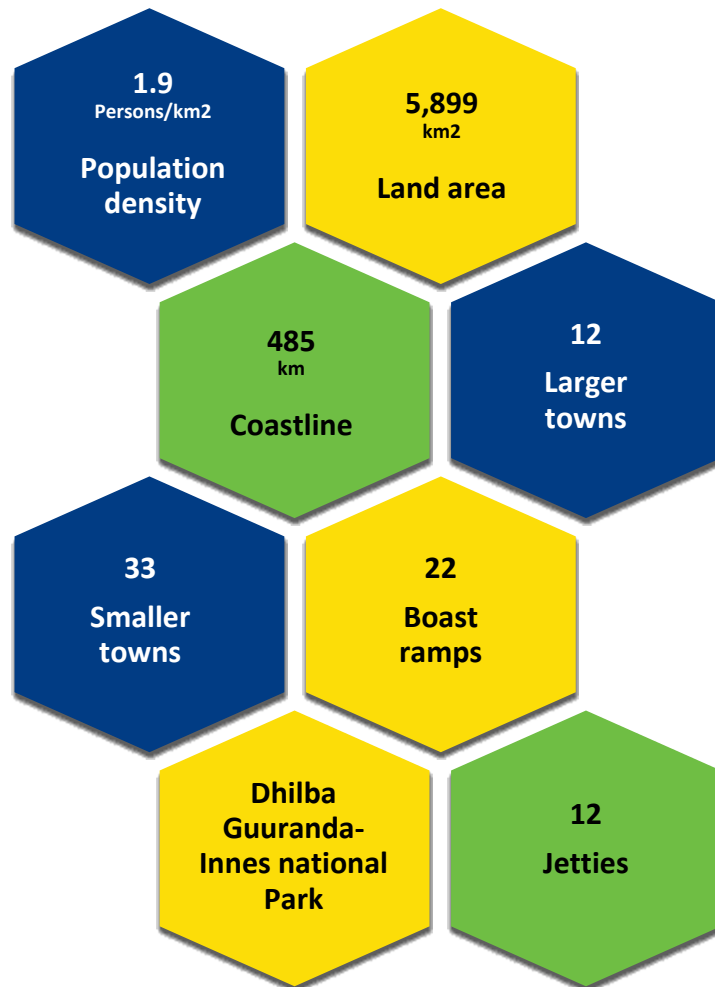 1.9
Persons/km2
Population
density
5,899
km2
Land area
485
km
Coastline
12
Larger
towns
33
Smaller
towns
22
Boast
ramps
Dhilba
Guuranda-
Innes national
Park
12
Jetties